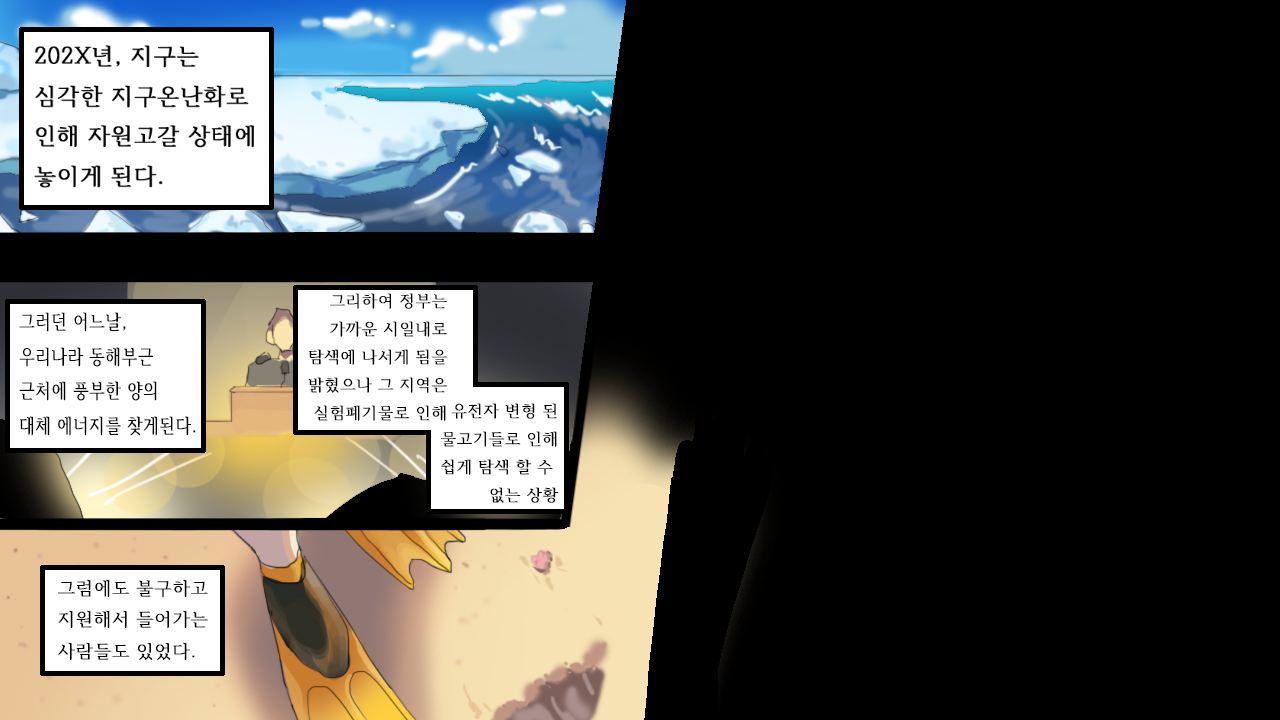 202X년, 지구는
심각한 지구온난화로
인해 자원고갈 상태에
놓이게 된다.
그러던 어느날,
우리나라 동해부근
근처에 풍부한 양의
대체 에너지를 찾게된다.
그리하여 정부는
가까운 시일내로
탐색에 나서게 됨을
밝혔으나 그 지역은
실험폐기물로 인해 유전자 변형 된
물고기들로 인해
쉽게 탐색 할 수
없는 상황
그럼에도 불구하고
지원해서 들어가는
사람들도 있었다.